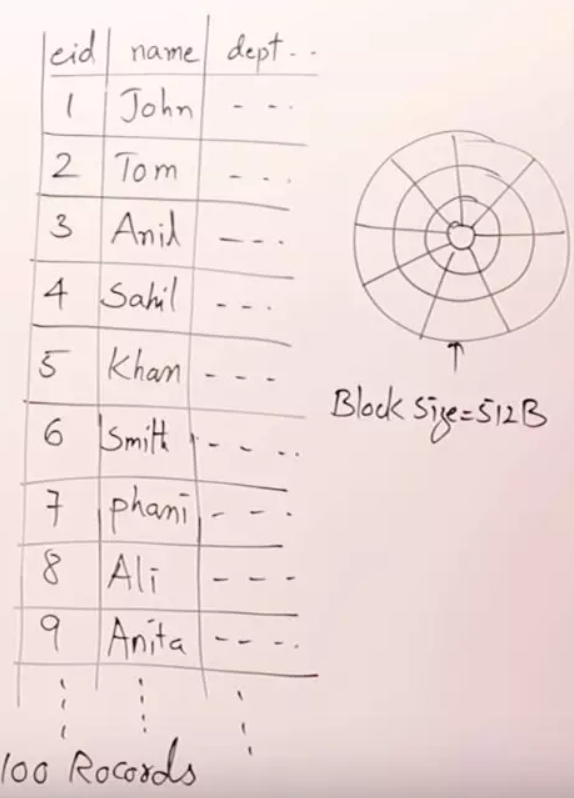 eid name dept - -
1 John - - -
2 Tom - - -
3 Anil - - -
4 Sahil - - -
5 Khan - - -
6 Smith - - - -
7 phani - - -
8 Ali - - -
9 Anita - - - -
100 Rocords
Block Size=512B